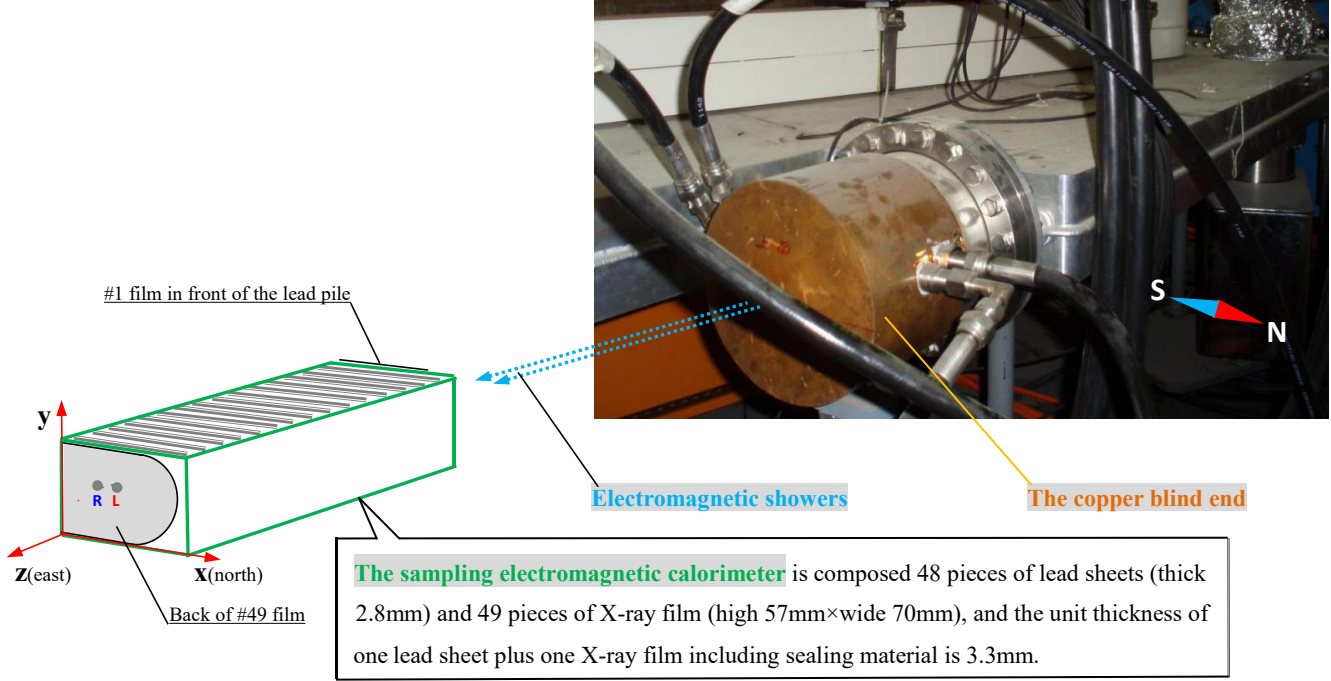 #1 film in front of the lead pile
S
N
y
R L
Electromagnetic showers
The copper blind end
z(east)
x(north)
Back of #49 film
The sampling electromagnetic calorimeter is composed 48 pieces of lead sheets (thick
2.8mm) and 49 pieces of X-ray film (high 57mm×wide 70mm), and the unit thickness of
one lead sheet plus one X-ray film including sealing material is 3.3mm.